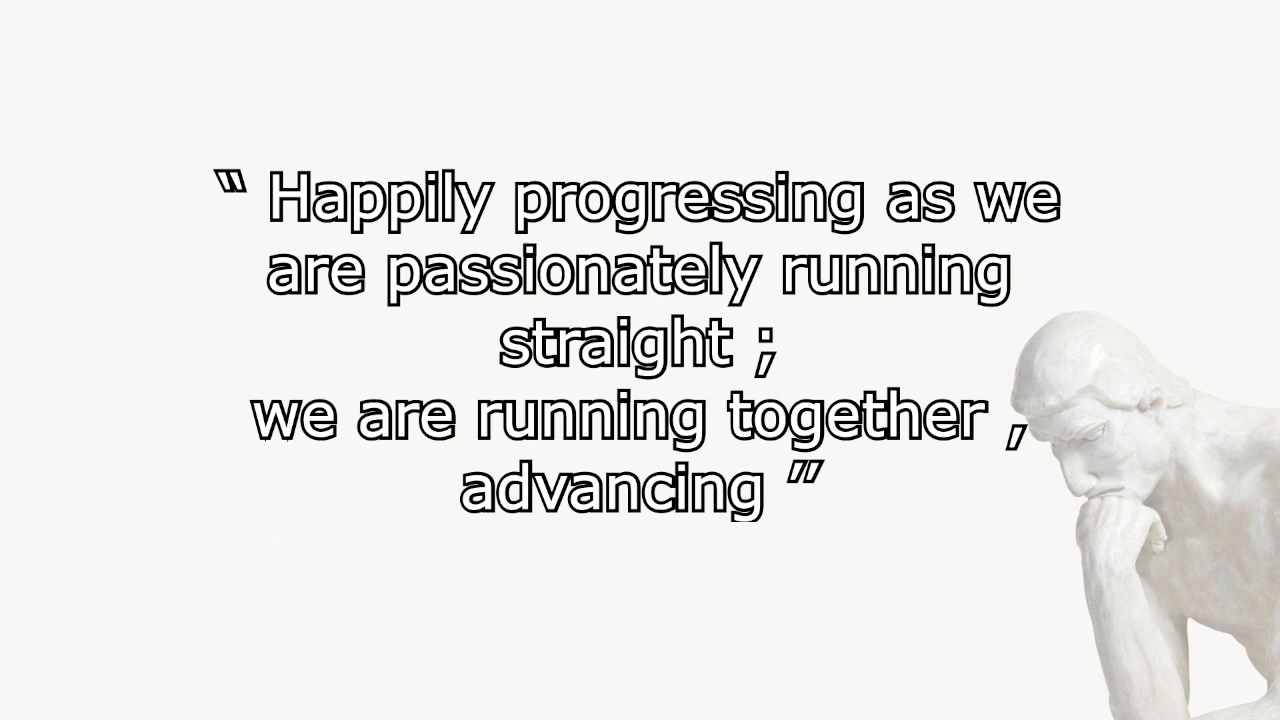 “ Happily progressing as we
are passionately running
straight ;
we are running together ,
advancing ”